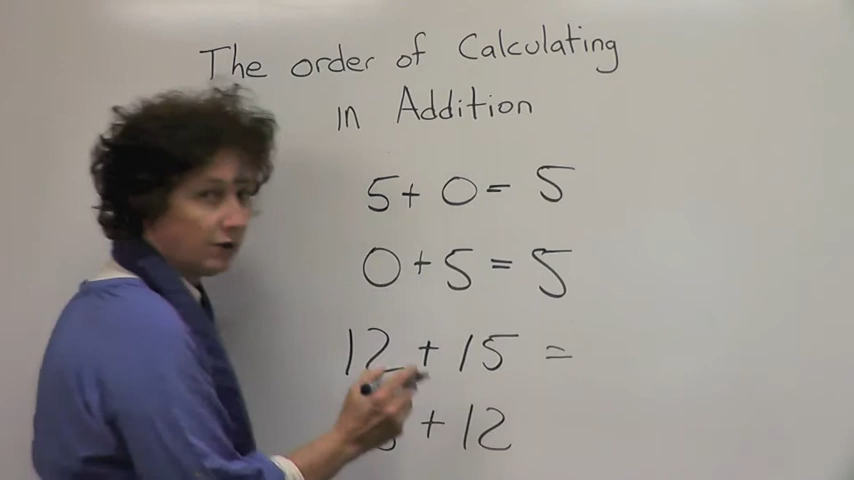 The order of Calculating
in Addition
5 + 0 = 5
0 + 5 = 5
12 + 15 =
+ 12